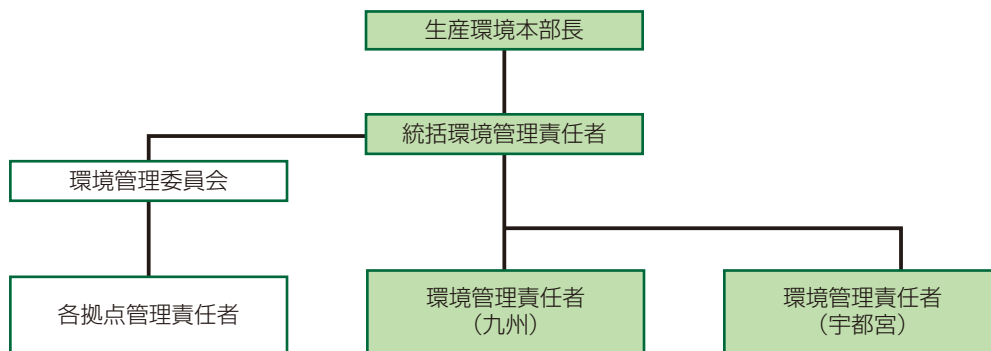 生産環境本部長
統括環境管理責任者
環境管理委員会
各拠点管理責任者
環境管理責任者
（九州）
環境管理責任者
（宇都宮）